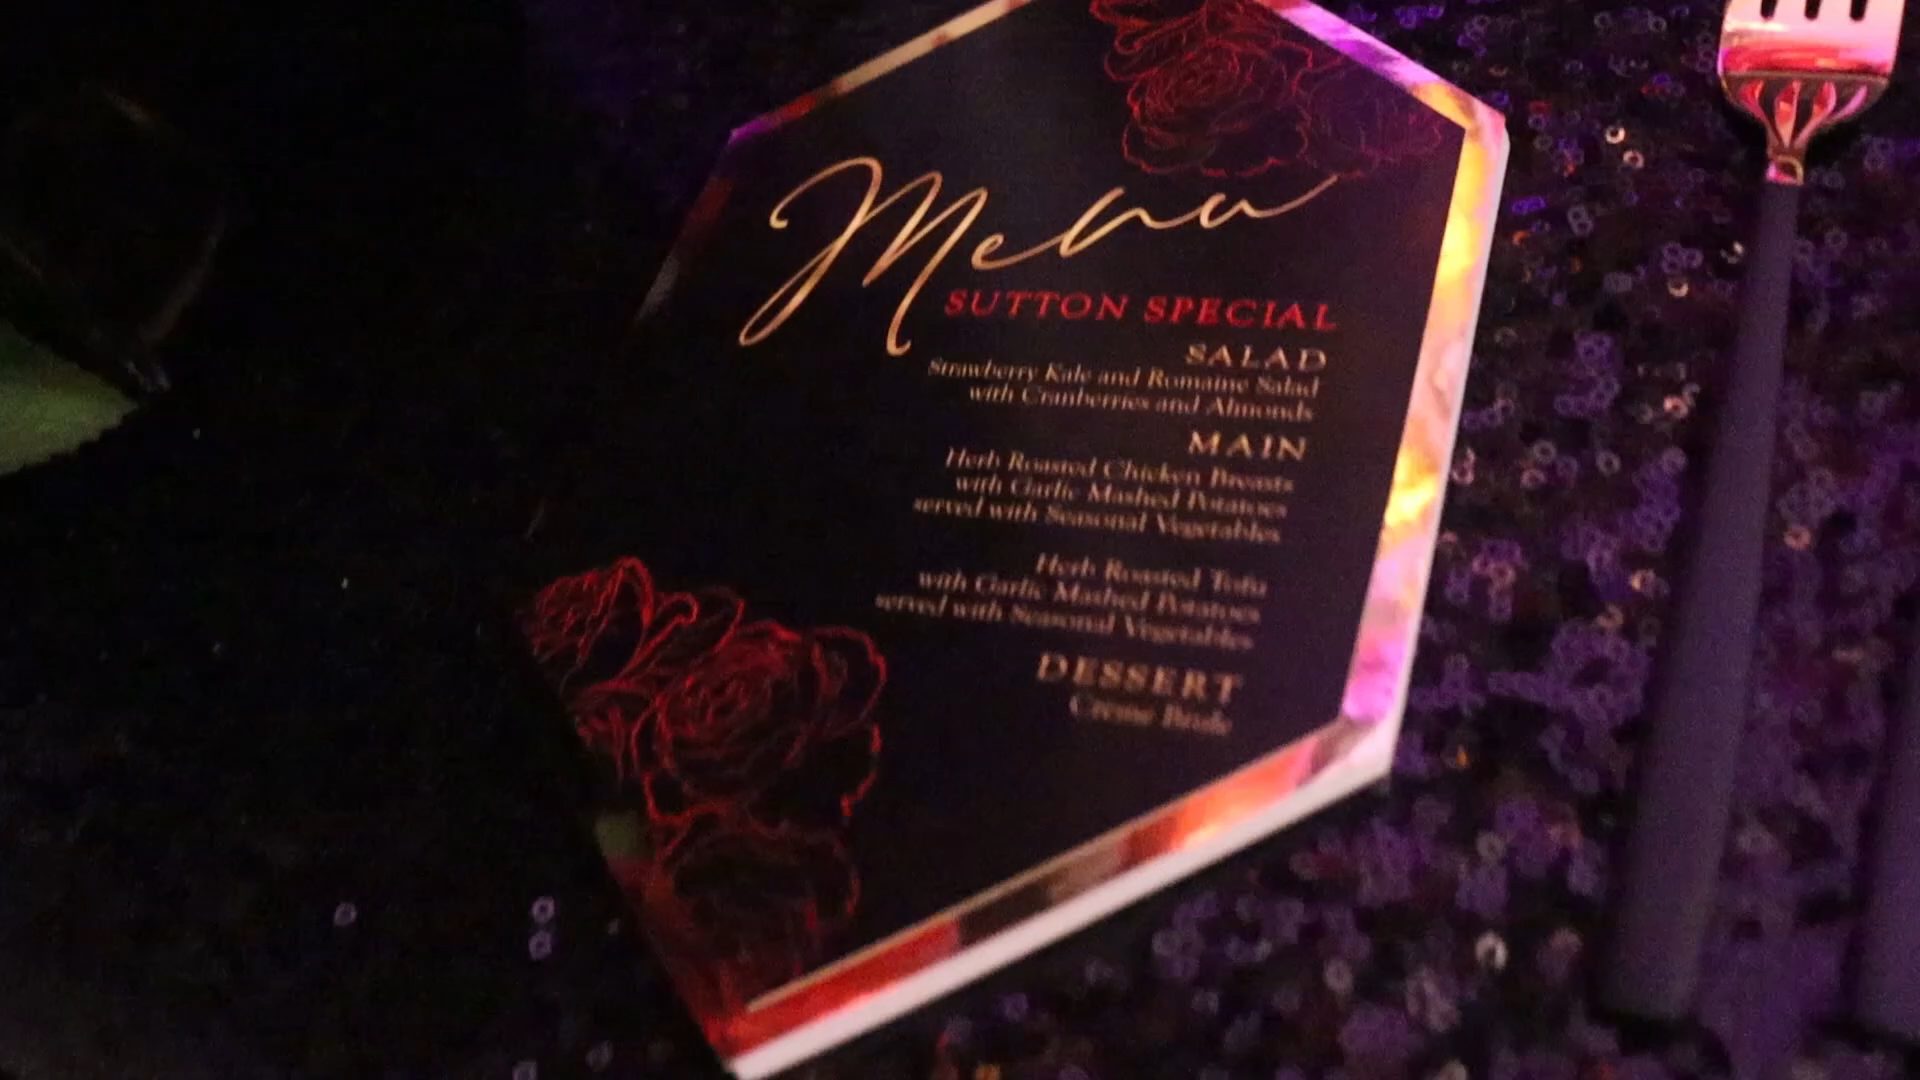 Menu
SUTTON SPECIAL
SALAD
Strawberry Kale and Romaine Salad
with Cranberries and Almonds
MAIN
Herb Roasted Chicken Breasts
with Garlic Mashed Potatoes
served with Seasonal Vegetables
Herb Roasted Tofu
with Garlic Mashed Potatoes
served with Seasonal Vegetables
DESSERT
Creme